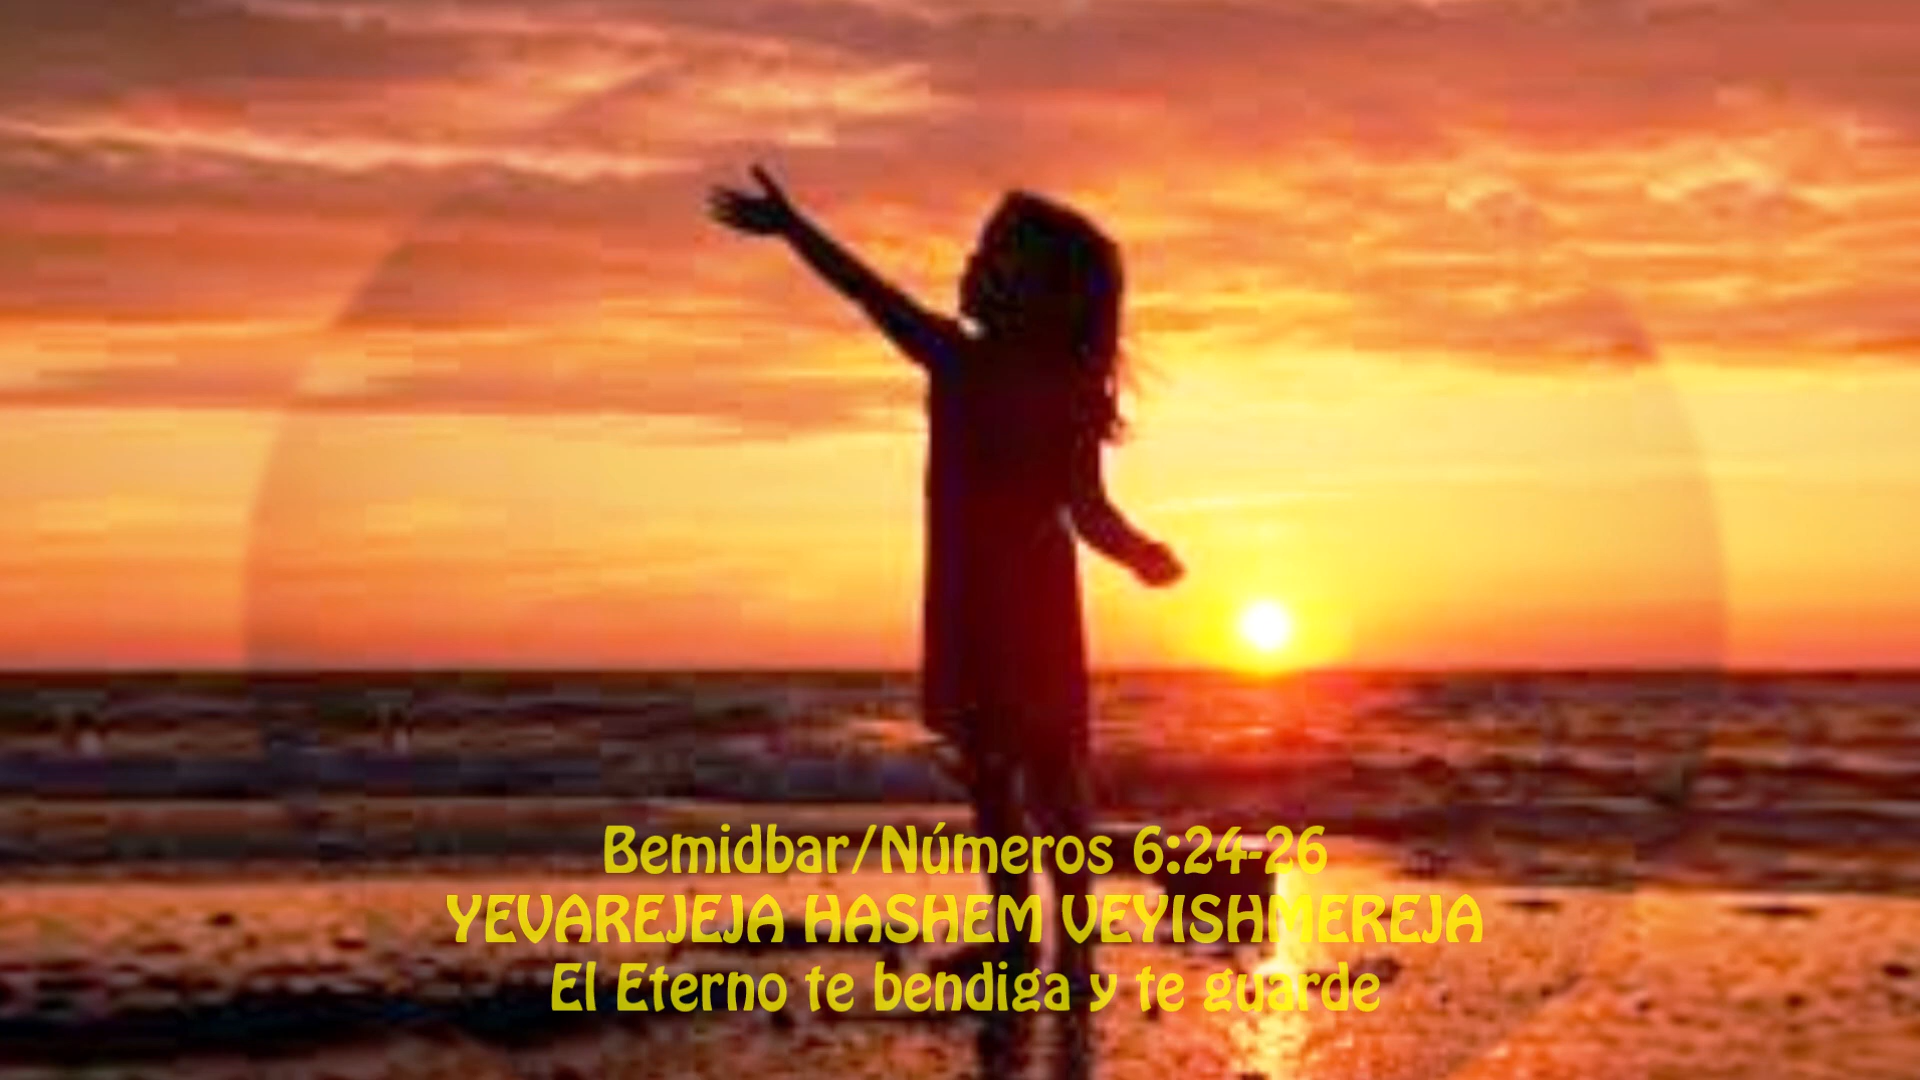 Bemidbar/Números 6:24-26
YEVAREJEJA HASHEM VEYISHMEREJA
El Eterno te bendiga y te guarde